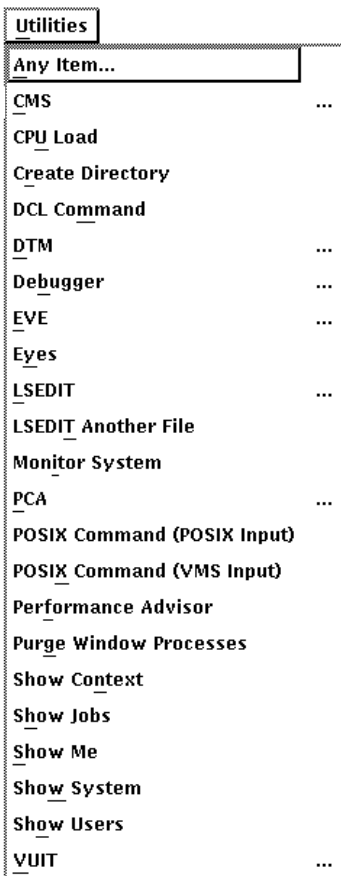 Utilities
Any Item...
CMS ...
CPU Load
Create Directory
DCL Command
DTM ...
Debugger ...
EVE ...
Eyes
LSEDIT ...
LSEDIT Another File
Monitor System
PCA ...
POSIX Command (POSIX Input)
POSIX Command (VMS Input)
Performance Advisor
Purge Window Processes
Show Context
Show Jobs
Show Me
Show System
Show Users
VUIT ...